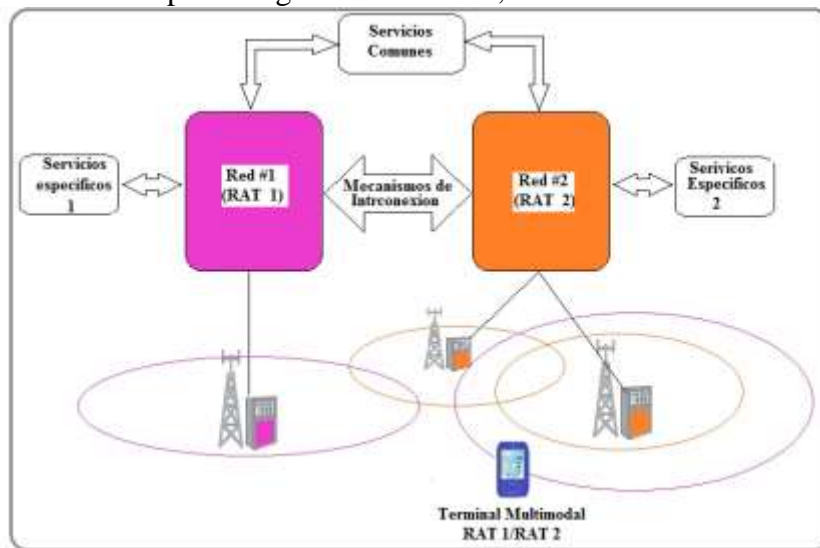 Servicios
Comunes
Servicios
especificos
1
Red #1
(RAT 1)
Mecanismos de
Intrconexion
Red #2
(RAT 2)
Serivicos
Especificos
2
Terminal Multimodal
RAT 1/RAT 2